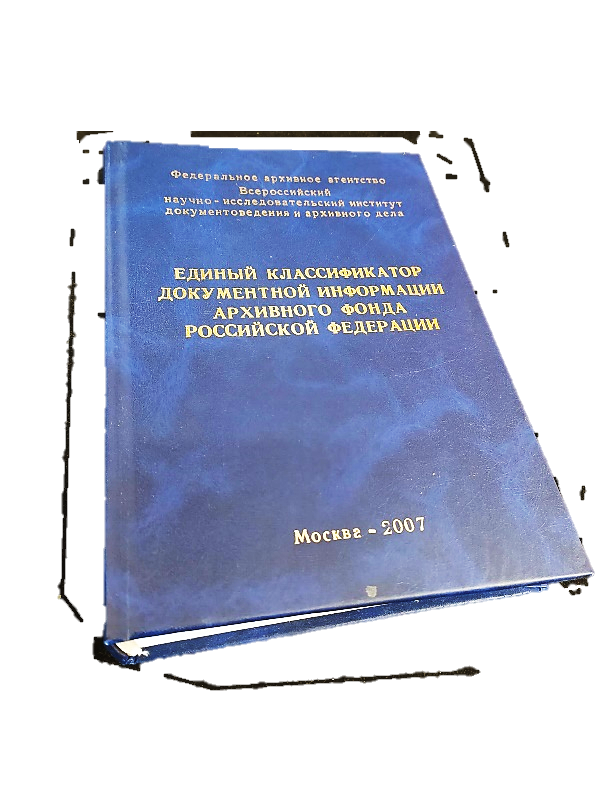 Федеральное архивное агентство
Всероссийский
научно-исследовательский институт
документоведения и архивного дела
ЕДИНЫЙ КЛАССИФИКАТОР
ДОКУМЕНТНОЙ ИНФОРМАЦИИ
АРХИВНОГО ФОНДА
РОССИЙСКОЙ ФЕДЕРАЦИИ
Москва - 2007